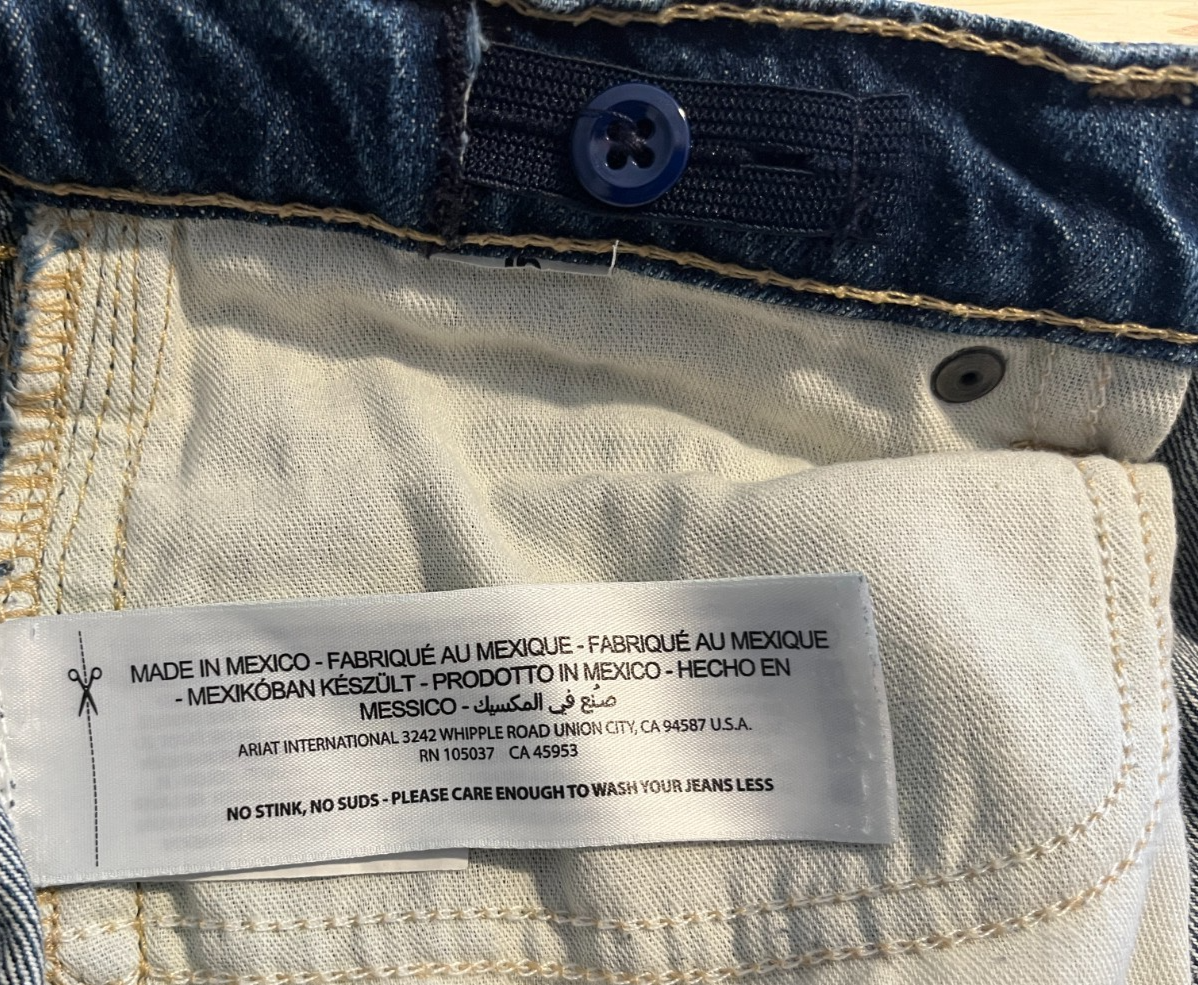 MADE IN MEXICO - FABRIQUÉ AU MEXIQUE - FABRIQUÉ AU MEXIQUE
- MEXIKÓBAN KÉSZÜLT - PRODOTTO IN MEXICO - HECHO EN
MESSICO - صُنع في المكسيك
ARIAT INTERNATIONAL 3242 WHIPPLE ROAD UNION CITY, CA 94587 U.S.A.
RN 105037 CA 45953
NO STINK, NO SUDS - PLEASE CARE ENOUGH TO WASH YOUR JEANS LESS